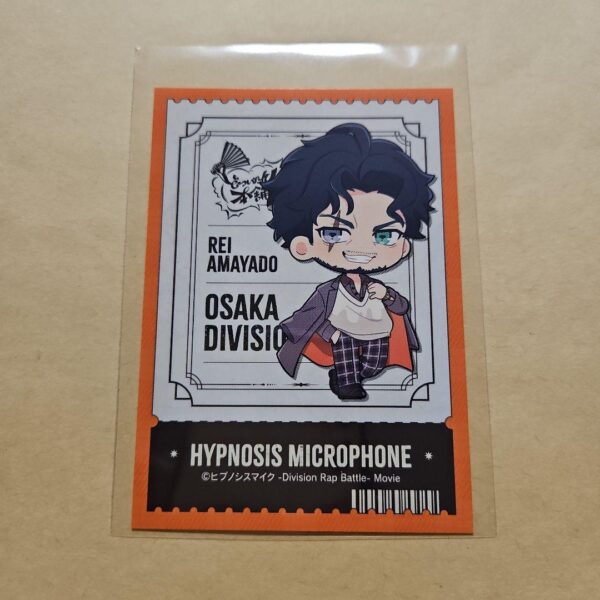 REI
AMAYADO
OSAKA
DIVISIO
HYPNOSIS MICROPHONE
©ヒプノシスマイク -Division Rap Battle- Movie